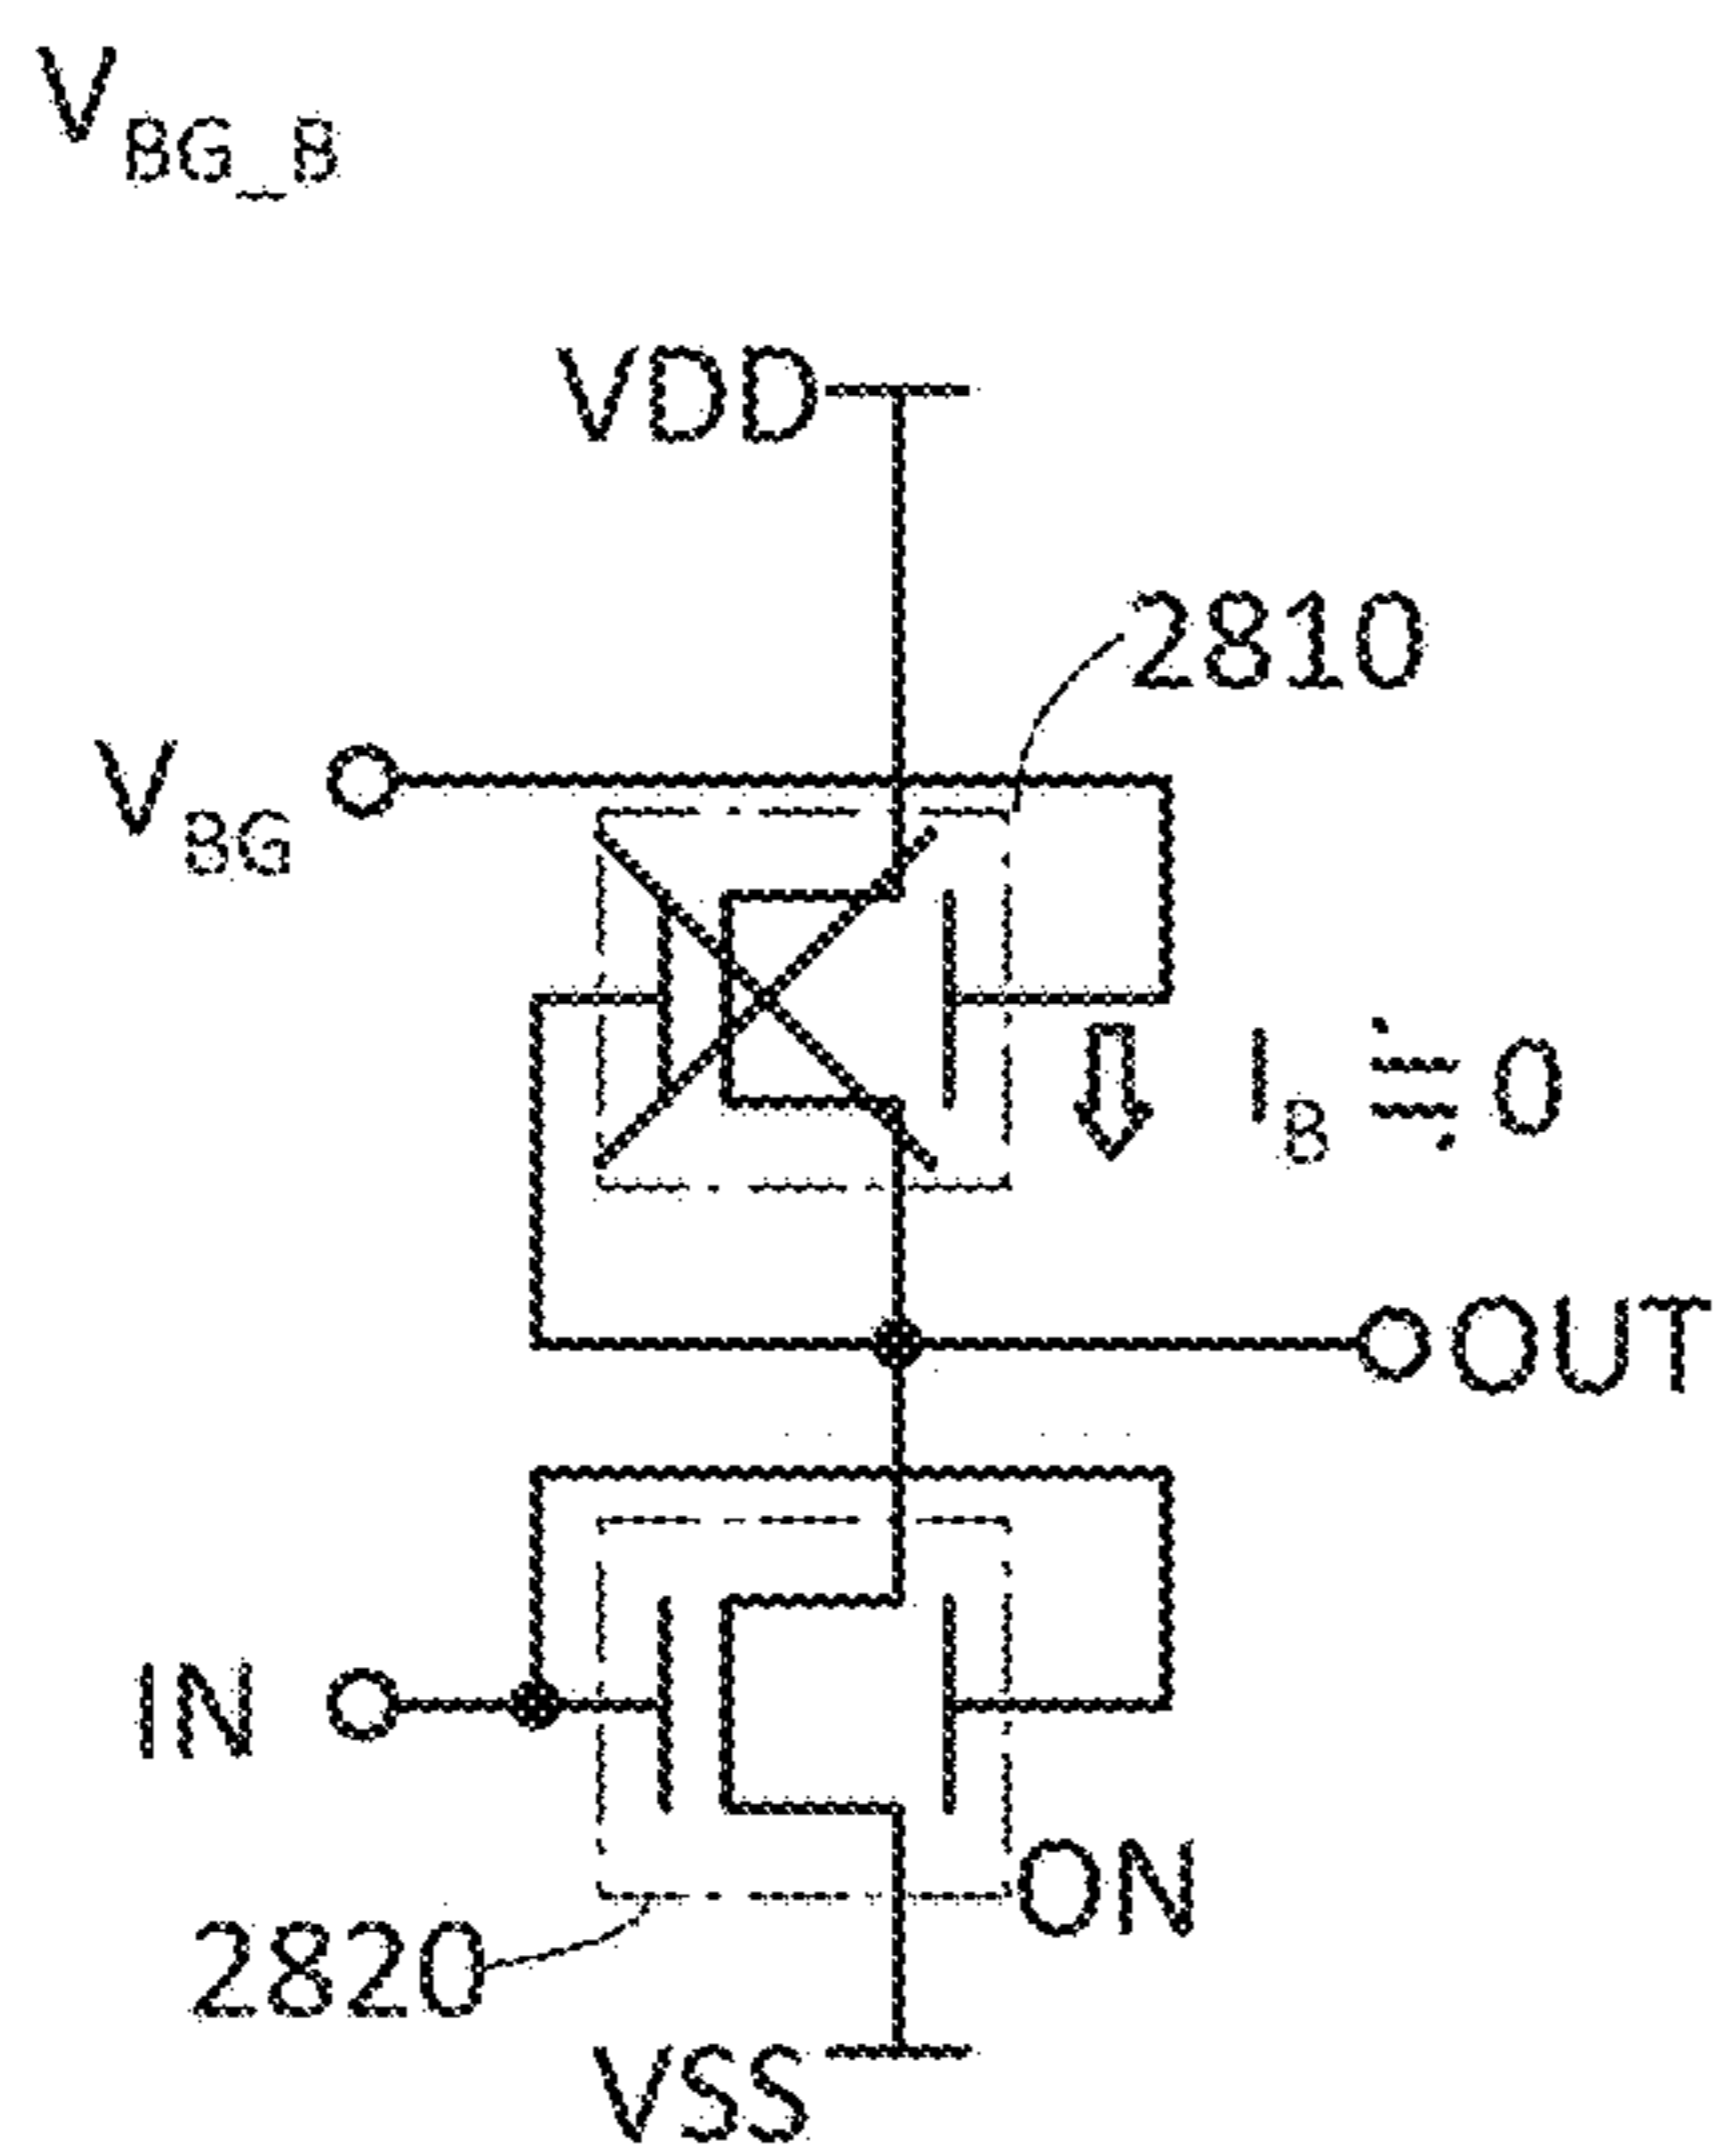 V_BG_B
VDD
2810
V_BG
I_B ≒ 0
OUT
IN
ON
2820
VSS